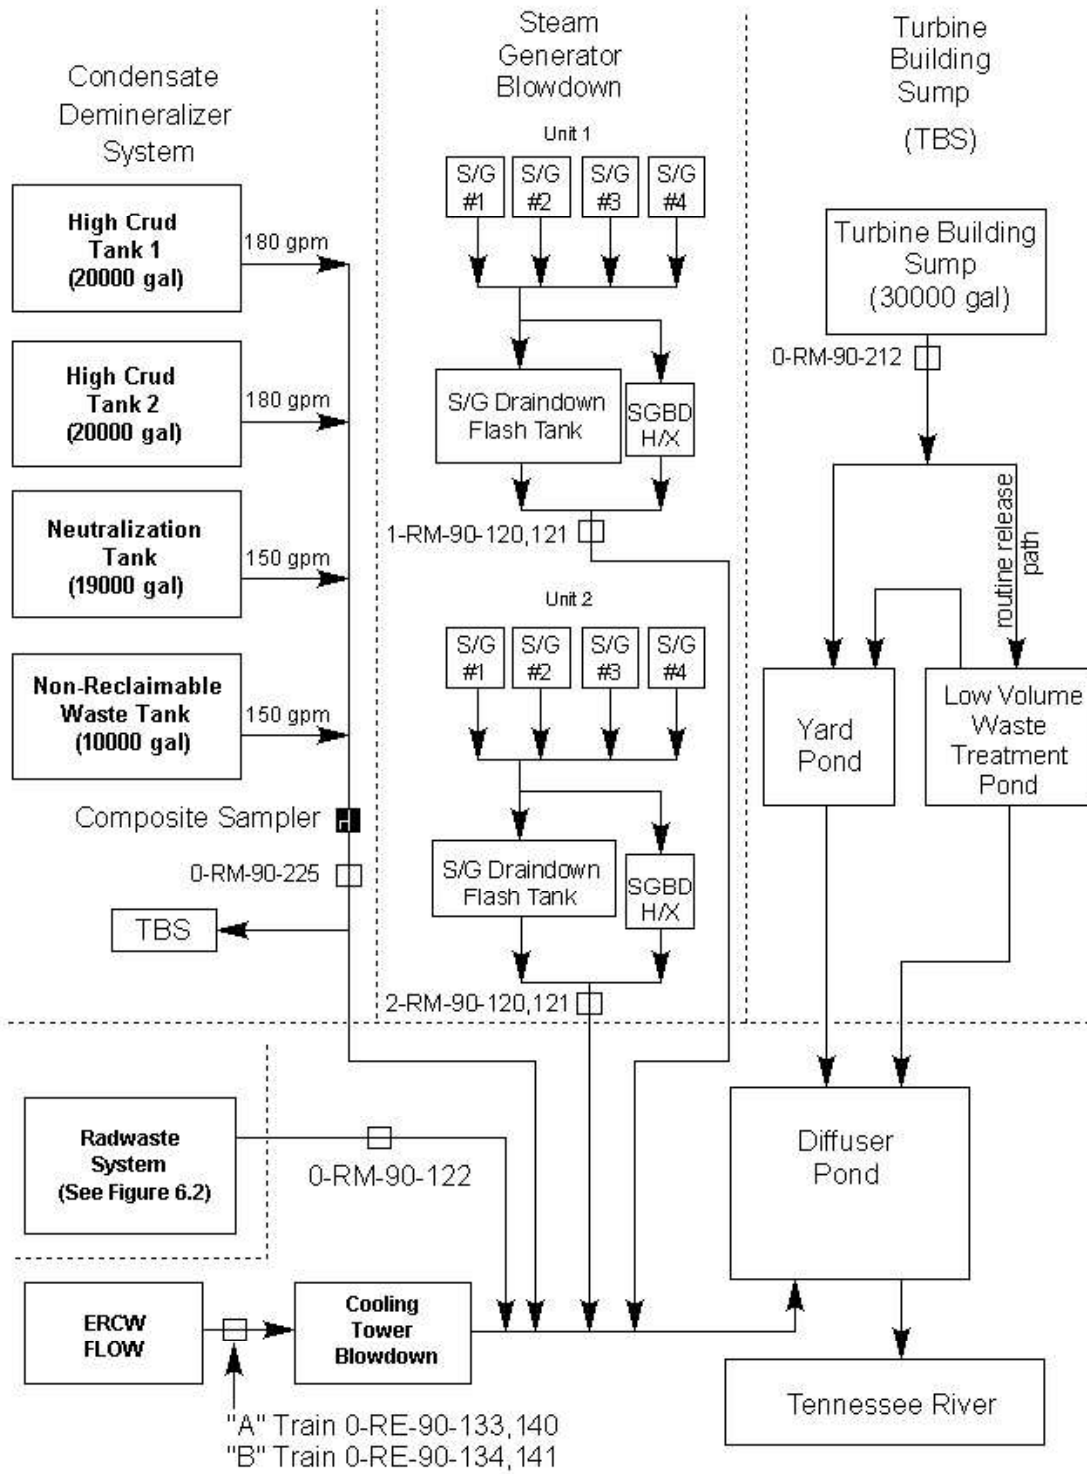 Condensate
Demineralizer
System
High Crud
Tank 1
(20000 gal)
180 gpm
High Crud
Tank 2
(20000 gal)
180 gpm
Neutralization
Tank
(19000 gal)
150 gpm
Non-Reclaimable
Waste Tank
(10000 gal)
150 gpm
Composite Sampler
0-RM-90-225
TBS
Steam
Generator
Blowdown
Unit 1
S/G
#1
S/G
#2
S/G
#3
S/G
#4
S/G Draindown
Flash Tank
SGBD
H/X
1-RM-90-120,121
Unit 2
S/G
#1
S/G
#2
S/G
#3
S/G
#4
S/G Draindown
Flash Tank
SGBD
H/X
2-RM-90-120,121
Turbine
Building
Sump
(TBS)
Turbine Building
Sump
(30000 gal)
0-RM-90-212
routine release
path
Yard
Pond
Low Volume
Waste
Treatment
Pond
Radwaste
System
(See Figure 6.2)
0-RM-90-122
Diffuser
Pond
ERCW
FLOW
Cooling
Tower
Blowdown
Tennessee River
"A" Train 0-RE-90-133,140
"B" Train 0-RE-90-134,141